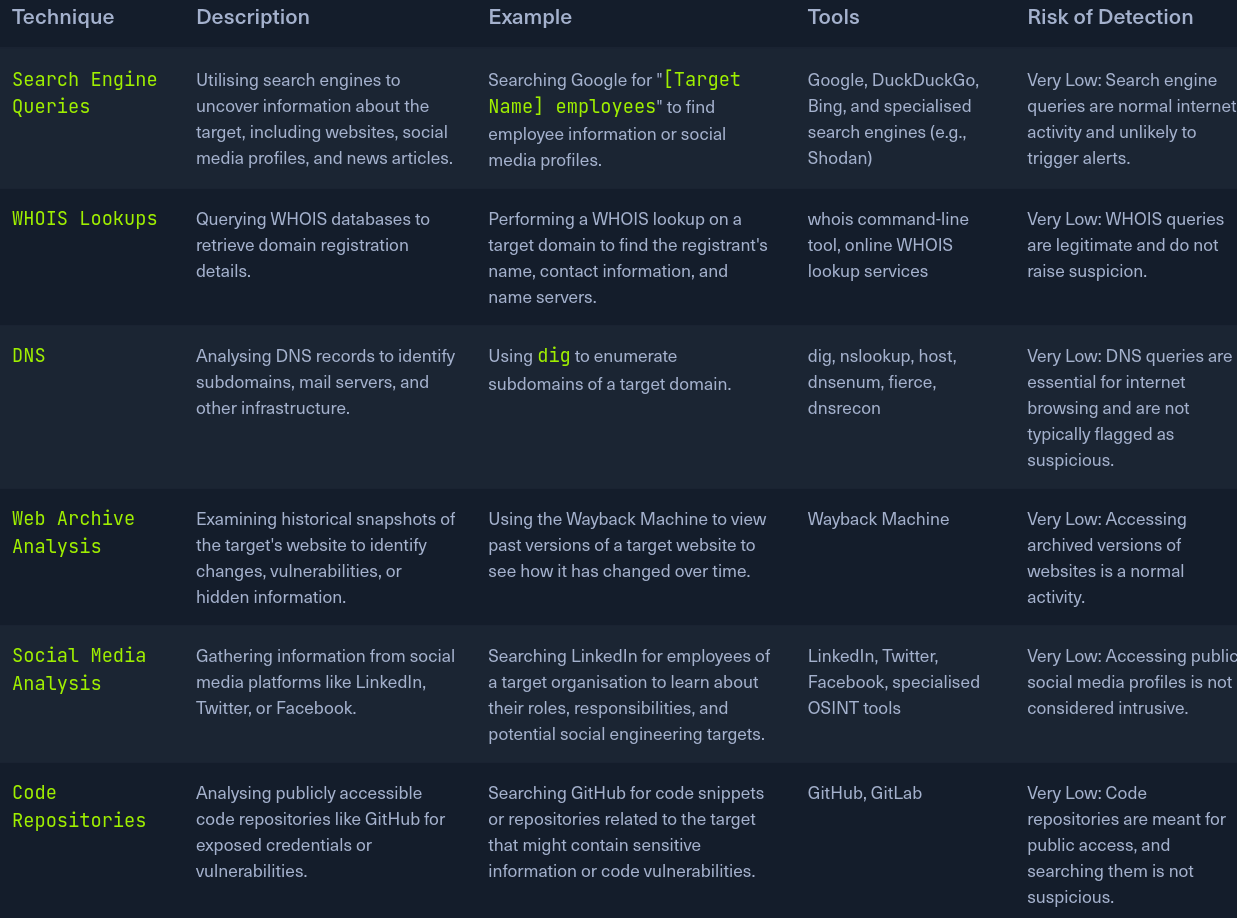 Technique Description Example Tools Risk of Detection
Search Engine
Queries
Utilising search engines to
uncover information about the
target, including websites, social
media profiles, and news articles.
Searching Google for "[Target
Name] employees" to find
employee information or social
media profiles.
Google, DuckDuckGo,
Bing, and specialised
search engines (e.g.,
Shodan)
Very Low: Search engine
queries are normal internet
activity and unlikely to
trigger alerts.
WHOIS Lookups
Querying WHOIS databases to
retrieve domain registration
details.
Performing a WHOIS lookup on a
target domain to find the registrant's
name, contact information, and
name servers.
whois command-line
tool, online WHOIS
lookup services
Very Low: WHOIS queries
are legitimate and do not
raise suspicion.
DNS
Analysing DNS records to identify
subdomains, mail servers, and
other infrastructure.
Using dig to enumerate
subdomains of a target domain.
dig, nslookup, host,
dnsenum, fierce,
dnsrecon
Very Low: DNS queries are
essential for internet
browsing and are not
typically flagged as
suspicious.
Web Archive
Analysis
Examining historical snapshots of
the target's website to identify
changes, vulnerabilities, or
hidden information.
Using the Wayback Machine to view
past versions of a target website to
see how it has changed over time.
Wayback Machine
Very Low: Accessing
archived versions of
websites is a normal
activity.
Social Media
Analysis
Gathering information from social
media platforms like LinkedIn,
Twitter, or Facebook.
Searching LinkedIn for employees of
a target organisation to learn about
their roles, responsibilities, and
potential social engineering targets.
LinkedIn, Twitter,
Facebook, specialised
OSINT tools
Very Low: Accessing public
social media profiles is not
considered intrusive.
Code
Repositories
Analysing publicly accessible
code repositories like GitHub for
exposed credentials or
vulnerabilities.
Searching GitHub for code snippets
or repositories related to the target
that might contain sensitive
information or code vulnerabilities.
GitHub, GitLab
Very Low: Code
repositories are meant for
public access, and
searching them is not
suspicious.